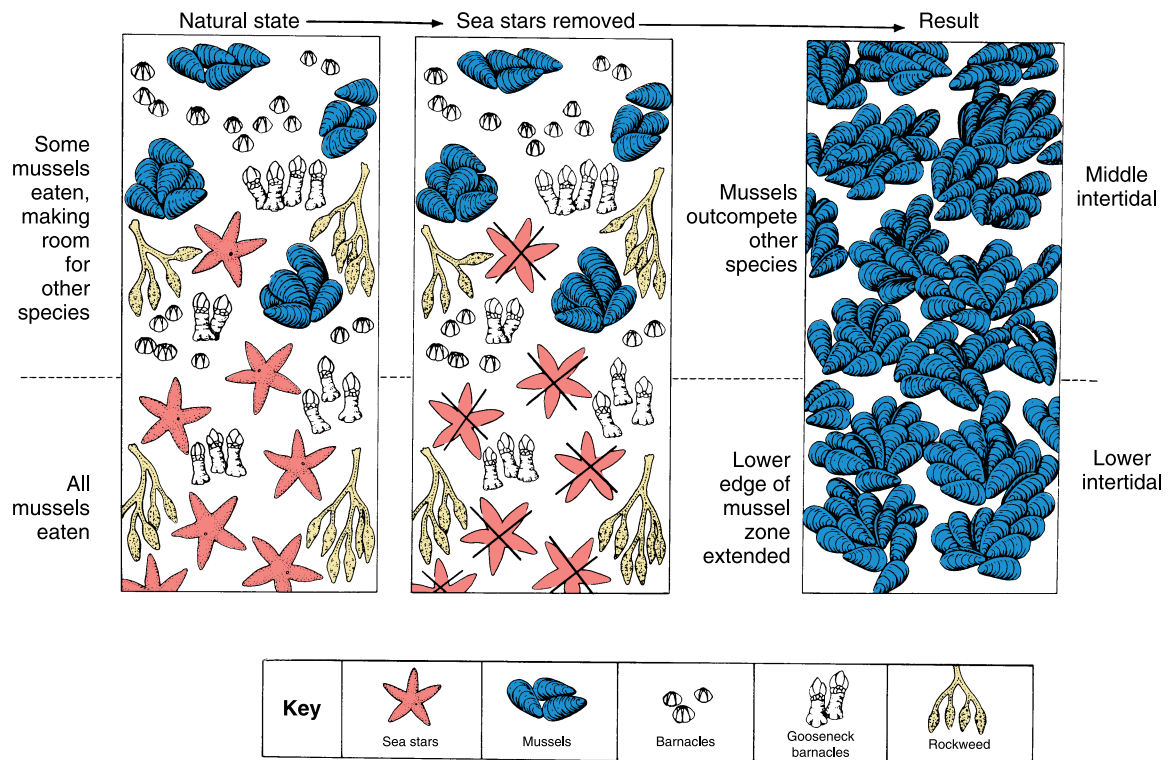 Natural state
Sea stars removed
Result
Some
mussels
eaten,
making
room
for
other
species
All
mussels
eaten
Mussels
outcompete
other
species
Lower
edge of
mussel
zone
extended
Middle
intertidal
Lower
intertidal
Key
Sea stars
Mussels
Barnacles
Gooseneck
barnacles
Rockweed